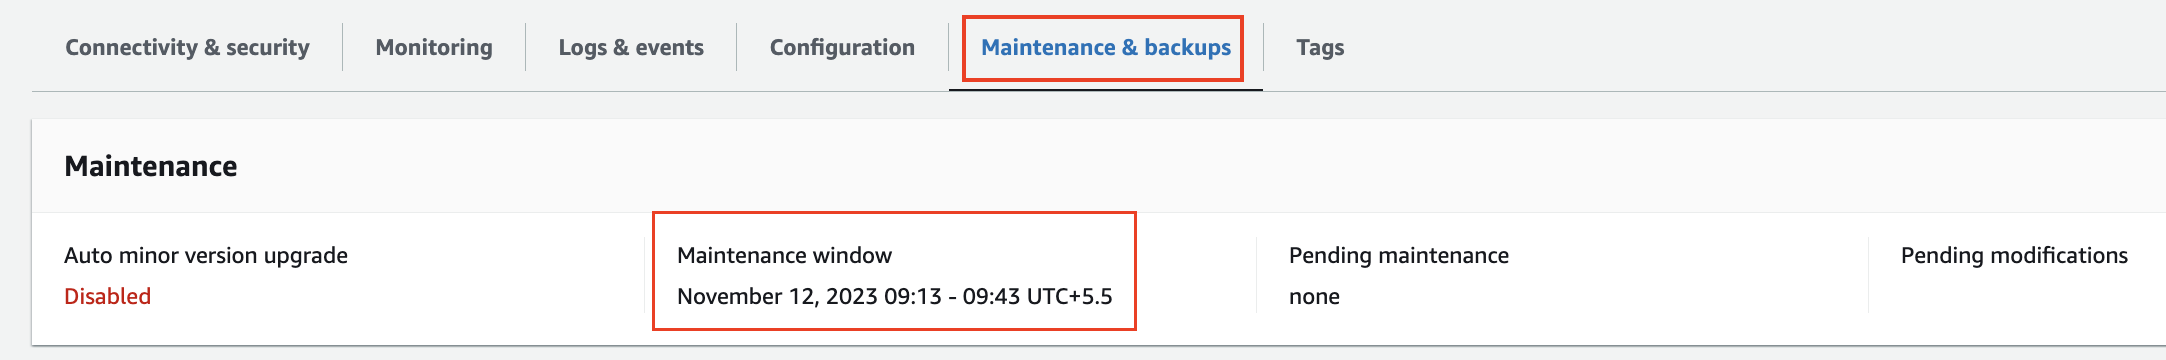 Connectivity & security Monitoring Logs & events Configuration Maintenance & backups Tags
Maintenance
Auto minor version upgrade Maintenance window Pending maintenance Pending modifications
Disabled November 12, 2023 09:13 - 09:43 UTC+5.5 none